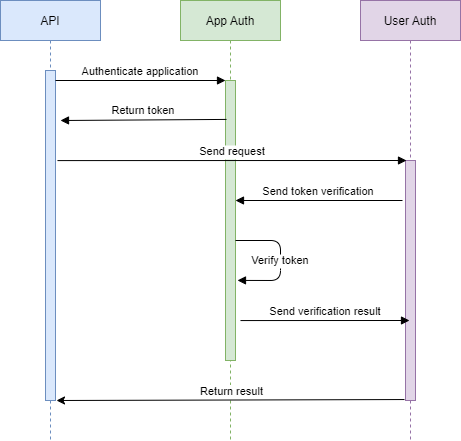 API
App Auth
User Auth
Authenticate application
Return token
Send request
Send token verification
Verify token
Send verification result
Return result